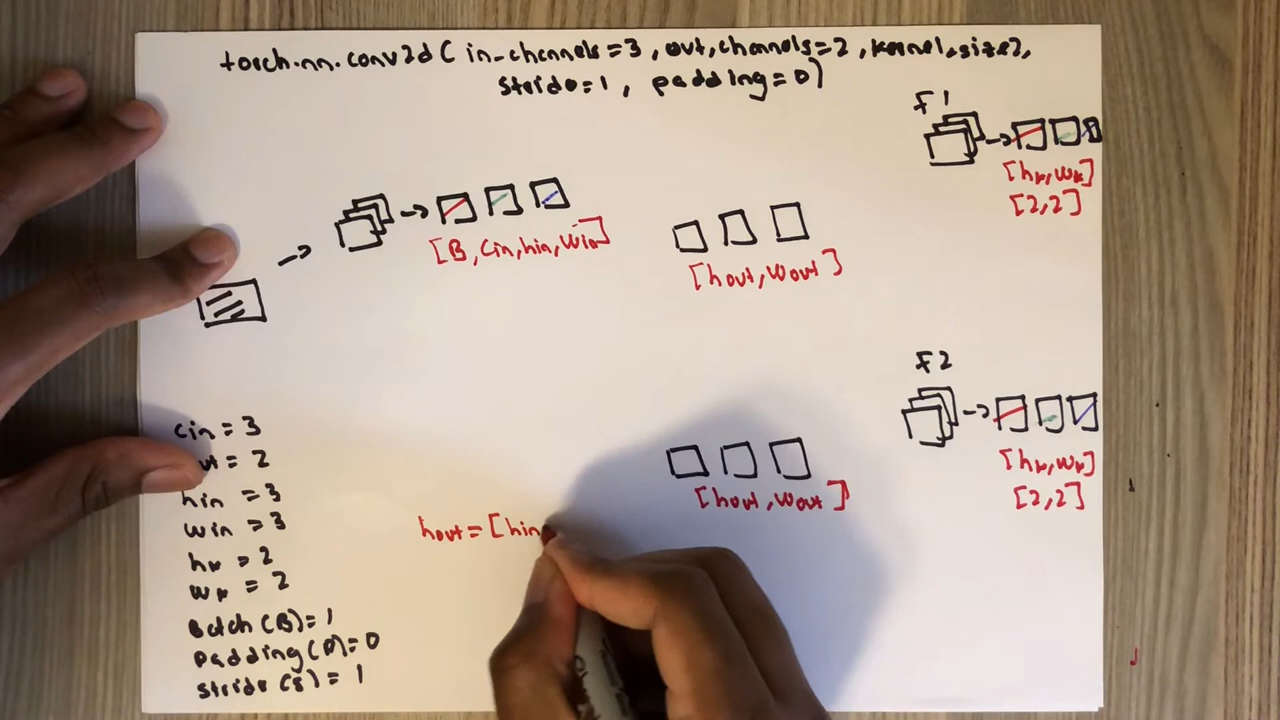 torch.nn.conv2d( in-channels=3, out,channels=2, kernel,size2,
stride=1, padding=0)
F1
[hk,wk]
[2,2]
[B, Cin, hin, win]
[hout, wout]
F2
[hk,wk]
[2,2]
[hout, wout]
cin = 3
ut = 2
hin = 3
win = 3
hk = 2
wk = 2
Batch (B) = 1
Padding (P) = 0
Stride (s) = 1
hout = [hin